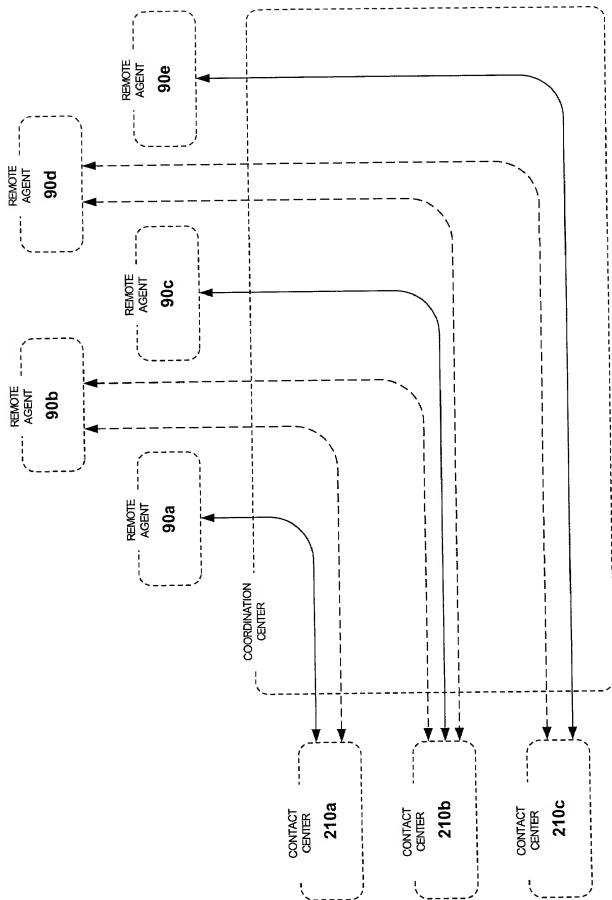 REMOTE
AGENT
90e
REMOTE
AGENT
90d
REMOTE
AGENT
90c
REMOTE
AGENT
90b
REMOTE
AGENT
90a
COORDINATION
CENTER
CONTACT
CENTER
210a
CONTACT
CENTER
210b
CONTACT
CENTER
210c